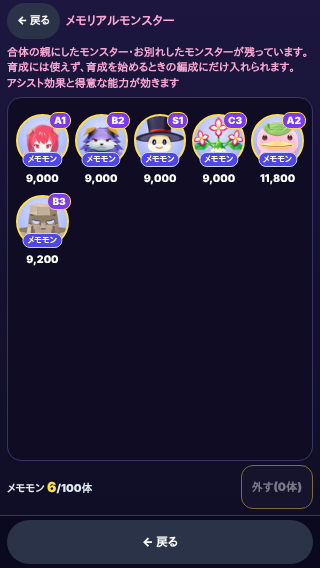 ← 戻る
メモリアルモンスター
合体の親にしたモンスター・お別れしたモンスターが残っています。
育成には使えず、育成を始めるときの編成にだけ入れられます。
アシスト効果と得意な能力が効きます
A1 B2 S1 C3 A2
メモモン メモモン メモモン メモモン メモモン
9,000 9,000 9,000 9,000 11,800
B3
メモモン
9,200
メモモン 6/100体
外す(0体)
← 戻る